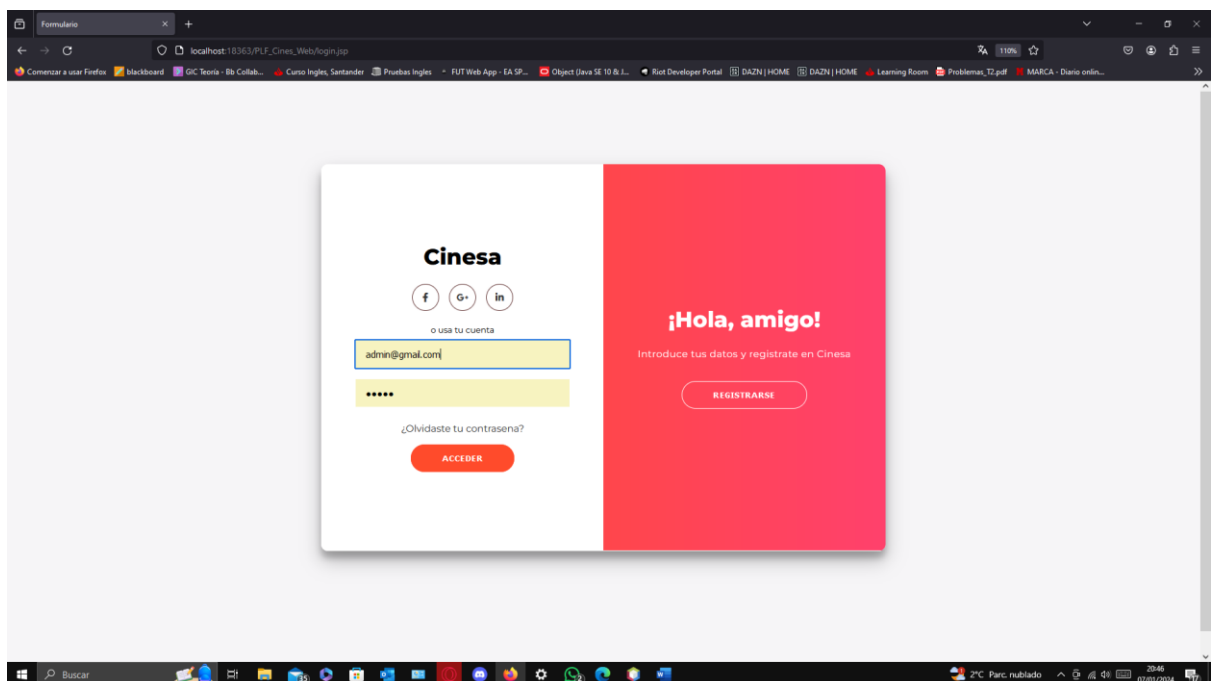 Formulario
localhost:18363/PLF_Cines_Web/login.jsp
110%
Comenzar a usar Firefox
blackboard
GIC Teoría - Bb Collab...
Curso Ingles, Santander
Pruebas Ingles
FUT Web App - EA SP...
Object (Java SE 10 & J...
Riot Developer Portal
DAZN | HOME
DAZN | HOME
Learning Room
Problemas_T2.pdf
MARCA - Diario onlin...
Cinesa
f
G+
in
o usa tu cuenta
admin@gmail.com
¿Olvidaste tu contrasena?
ACCEDER
¡Hola, amigo!
Introduce tus datos y registrate en Cinesa
REGISTRARSE
Buscar
2°C Parc. nublado
20:46
07/01/2024